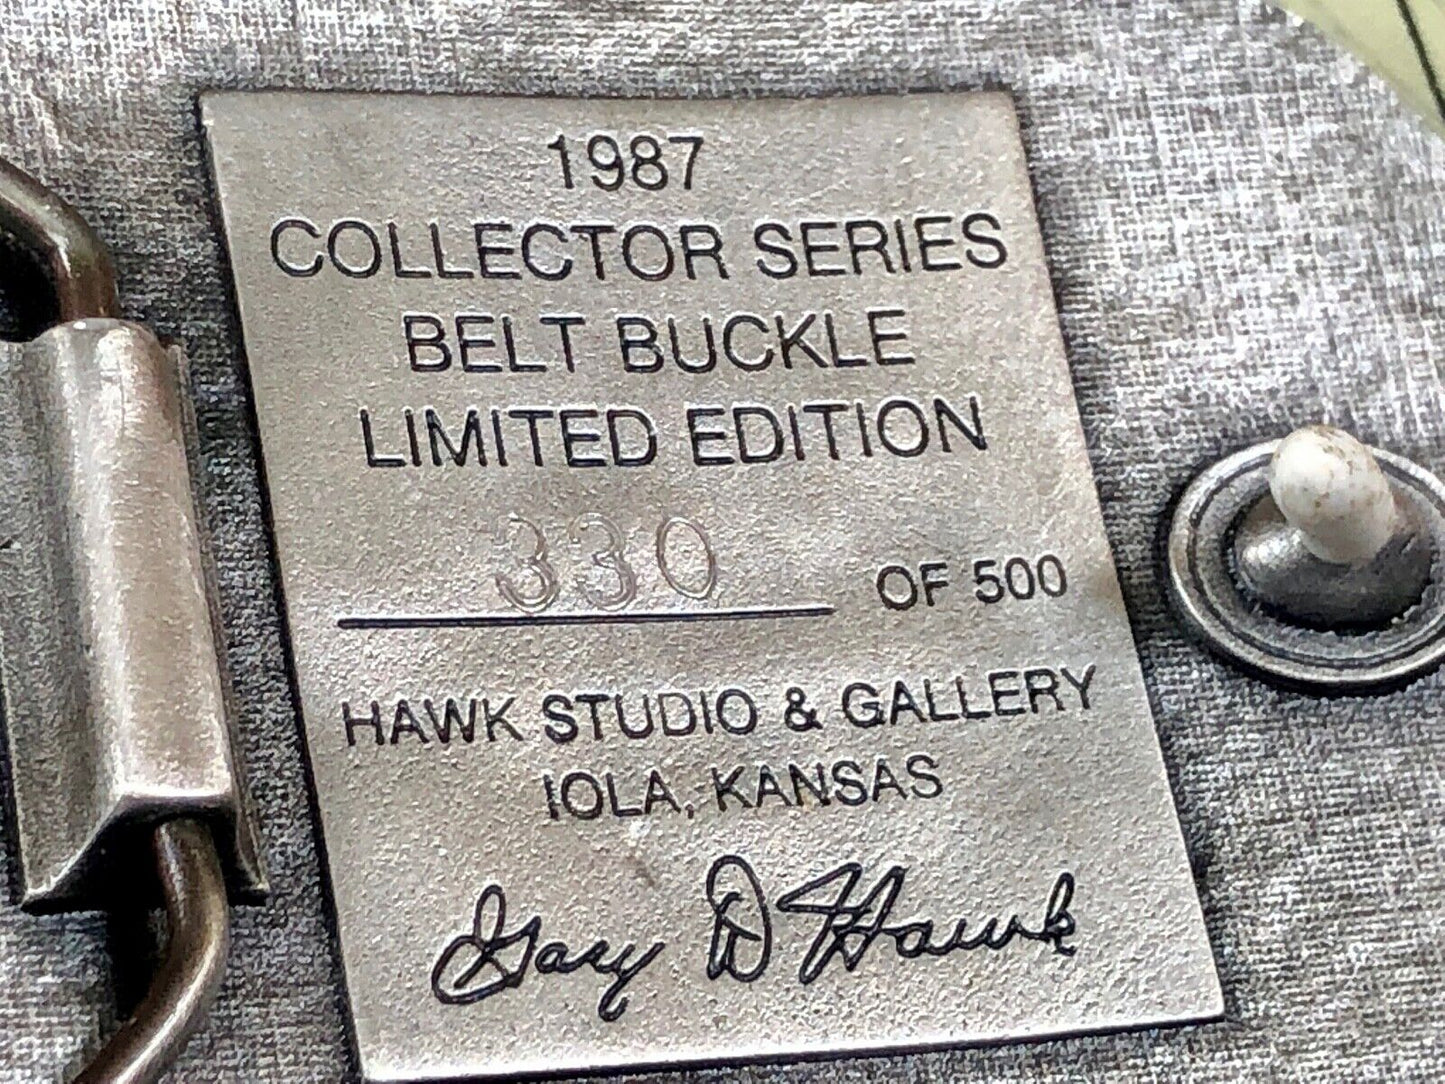 1987
COLLECTOR SERIES
BELT BUCKLE
LIMITED EDITION
330 OF 500
HAWK STUDIO & GALLERY
IOLA, KANSAS
Gary D Hawk